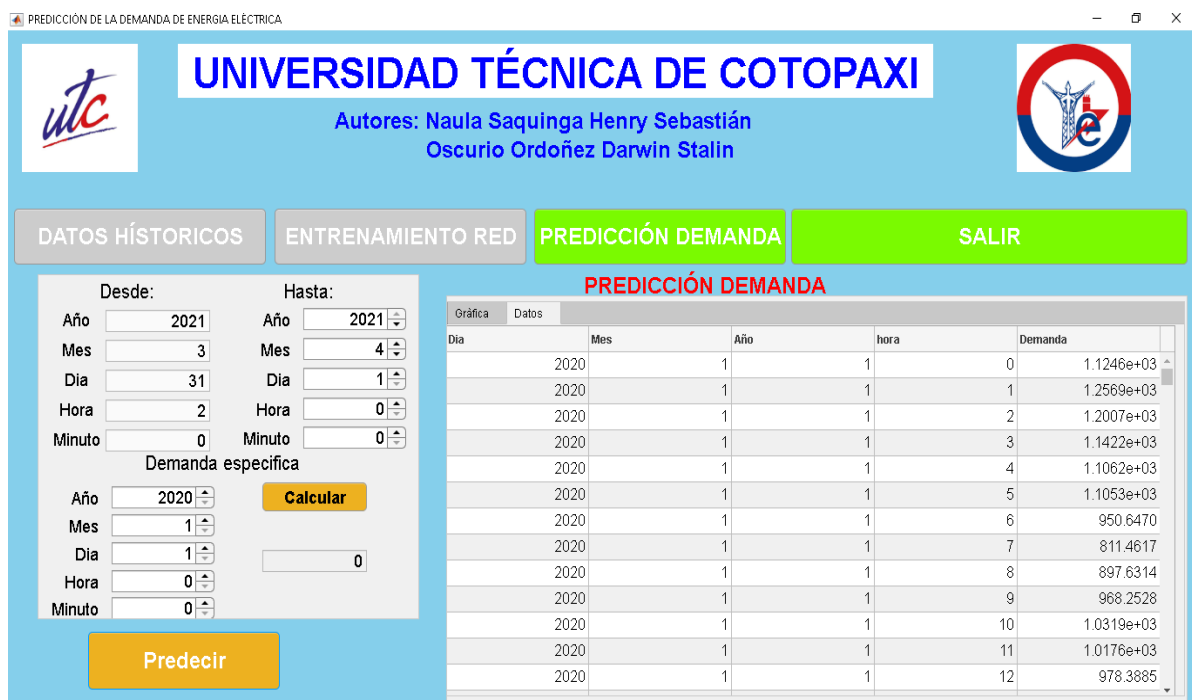 PREDICCIÓN DE LA DEMANDA DE ENERGIA ELÉCTRICA
utc
UNIVERSIDAD TÉCNICA DE COTOPAXI
Autores: Naula Saquinga Henry Sebastián
Oscurio Ordoñez Darwin Stalin
e
DATOS HÍSTORICOS ENTRENAMIENTO RED PREDICCIÓN DEMANDA SALIR
Desde: Hasta:
Año 2021 Año 2021
Mes 3 Mes 4
Dia 31 Dia 1
Hora 2 Hora 0
Minuto 0 Minuto 0
Demanda especifica
Año 2020 Calcular
Mes 1
Dia 1 0
Hora 0
Minuto 0
Predecir
PREDICCIÓN DEMANDA
Gráfica Datos
Dia Mes Año hora Demanda
2020 1 1 0 1.1246e+03
2020 1 1 1 1.2569e+03
2020 1 1 2 1.2007e+03
2020 1 1 3 1.1422e+03
2020 1 1 4 1.1062e+03
2020 1 1 5 1.1053e+03
2020 1 1 6 950.6470
2020 1 1 7 811.4617
2020 1 1 8 897.6314
2020 1 1 9 968.2528
2020 1 1 10 1.0319e+03
2020 1 1 11 1.0176e+03
2020 1 1 12 978.3885